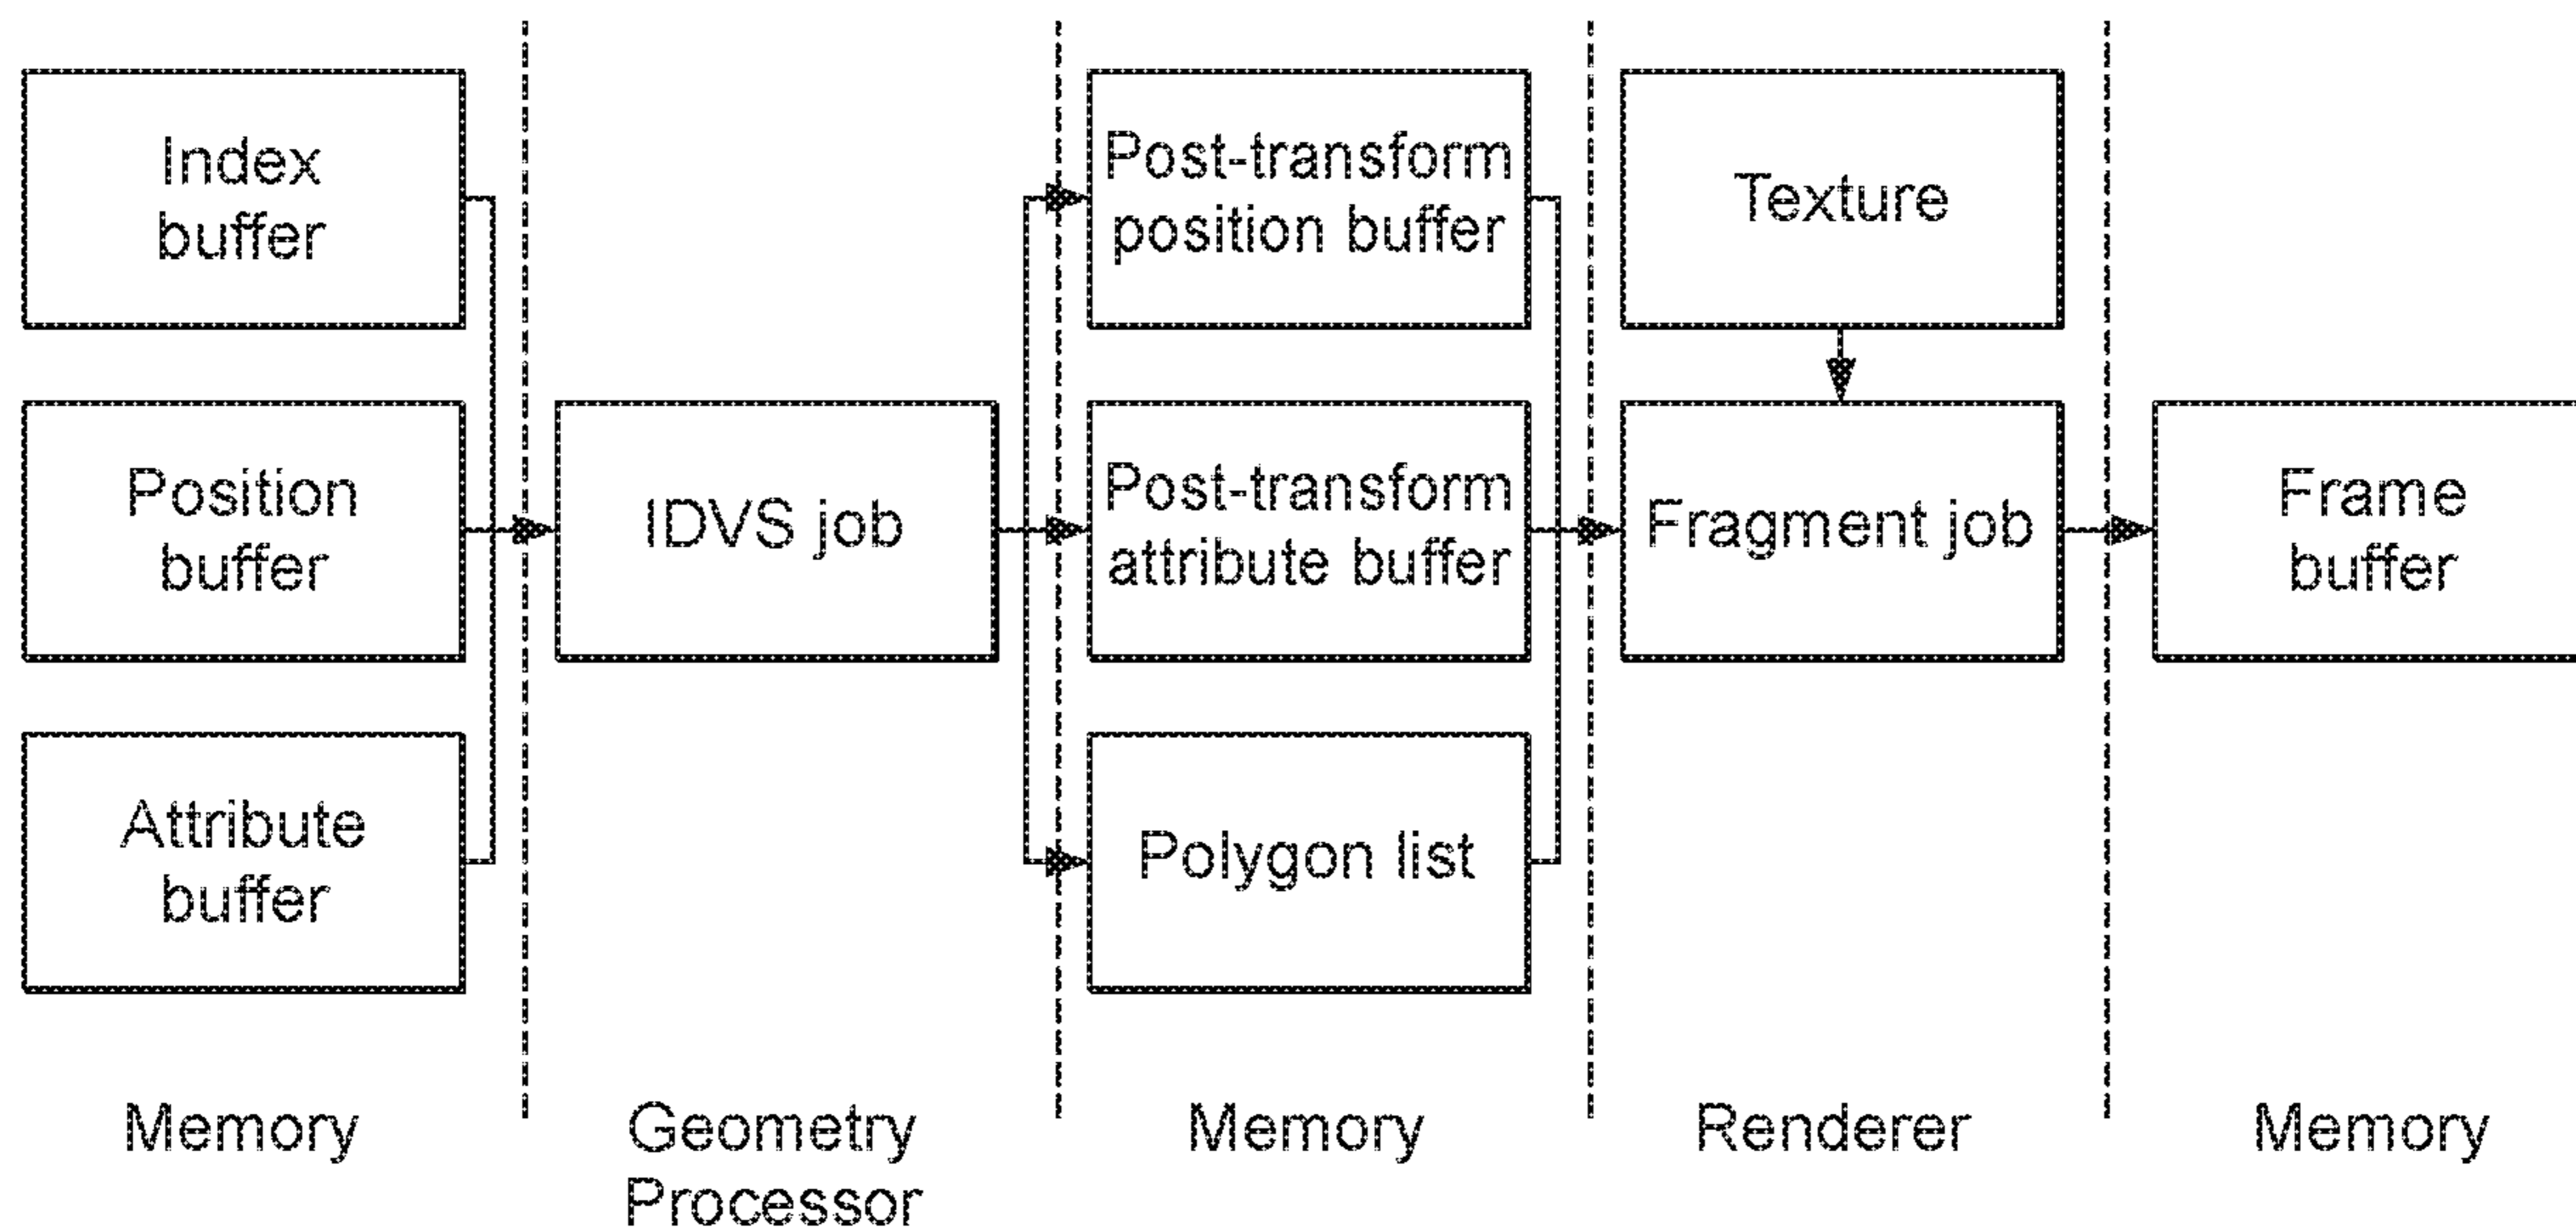 Index
buffer
Position
buffer
Attribute
buffer
IDVS job
Post-transform
position buffer
Post-transform
attribute buffer
Polygon list
Texture
Fragment job
Frame
buffer
Memory
Geometry
Processor
Memory
Renderer
Memory